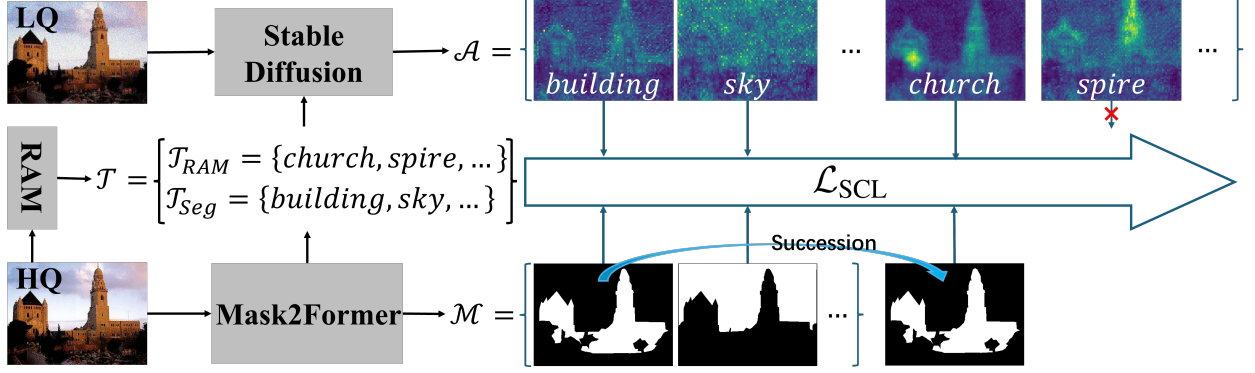 LQ
Stable
Diffusion
𝒜 =
building
sky
...
church
spire
...
RAM
𝒯 =
𝒯_RAM = {church, spire, ...}
𝒯_Seg = {building, sky, ...}
ℒ_SCL
Succession
HQ
Mask2Former
ℳ =
...
...